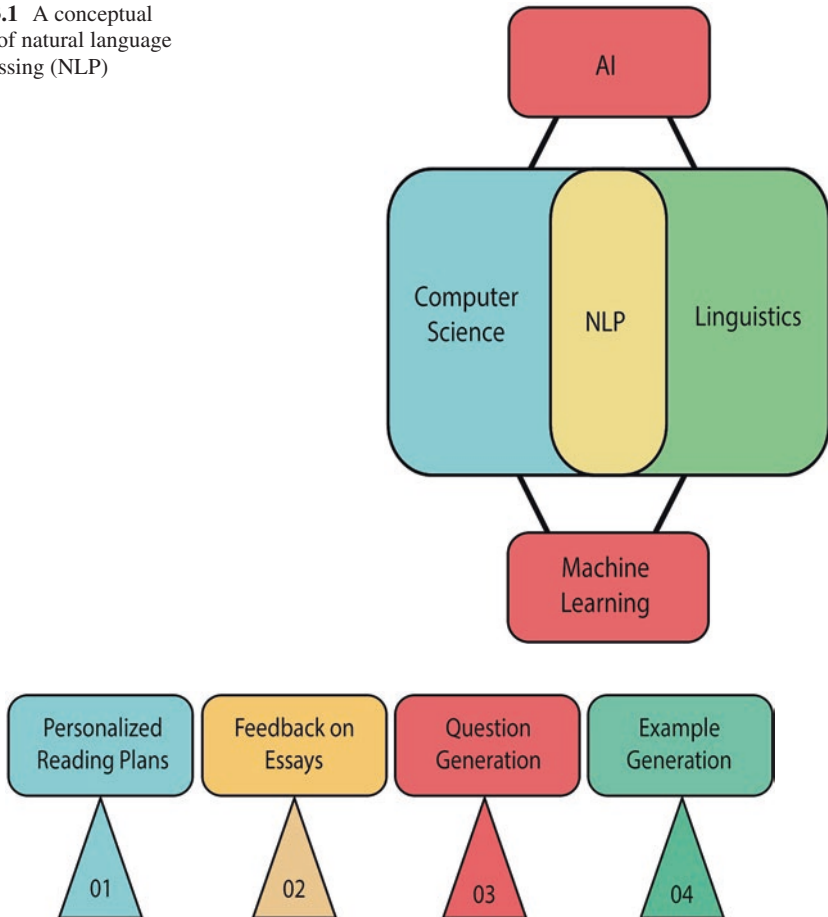 .1 A conceptual
of natural language
ssing (NLP)
AI
Computer
Science
NLP
Linguistics
Machine
Learning
Personalized
Reading Plans
Feedback on
Essays
Question
Generation
Example
Generation
01
02
03
04